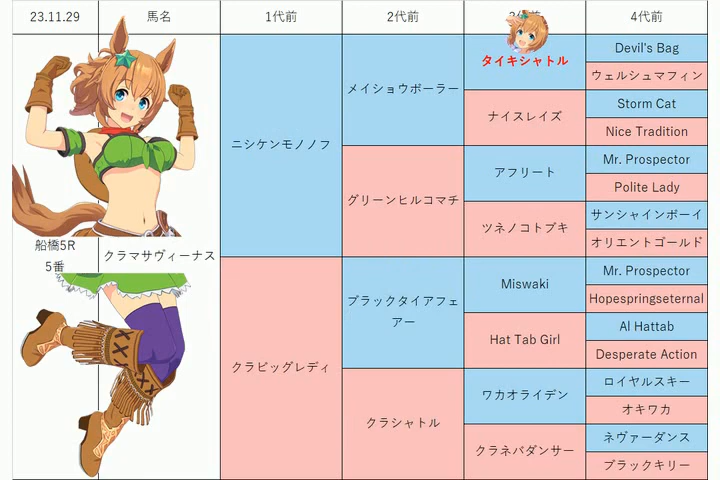 23.11.29 馬名 1代前 2代前 3代前 4代前
船橋5R
5番
クラマサヴィーナス
ニシケンモノノフ
メイショウボーラー
タイキシャトル
Devil's Bag
ウェルシュマフィン
ナイスレイズ
Storm Cat
Nice Tradition
グリーンヒルコマチ
アフリート
Mr. Prospector
Polite Lady
ツネノコトブキ
サンシャインボーイ
オリエントゴールド
クラビッグレディ
ブラックタイアフェ
アー
Miswaki
Mr. Prospector
Hopespringseternal
Hat Tab Girl
Al Hattab
Desperate Action
クラシャトル
ワカオライデン
ロイヤルスキー
オキワカ
クラネバダンサー
ネヴァーダンス
ブラックキリー